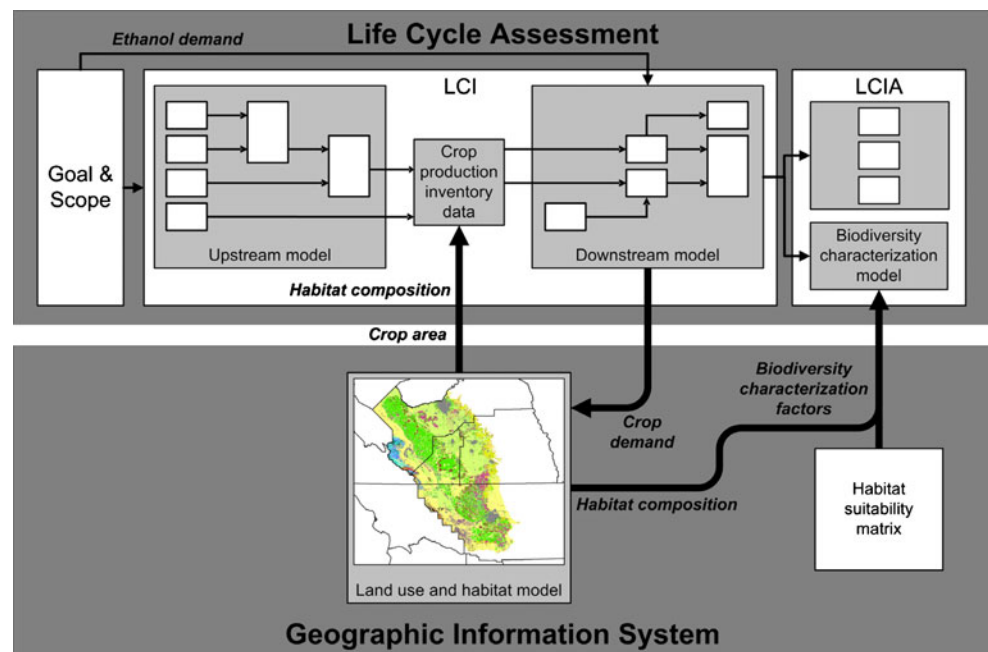 Life Cycle Assessment
Ethanol demand
Goal &
Scope
LCI
Upstream model
Crop
production
inventory
data
Downstream model
LCIA
Biodiversity
characterization
model
Habitat composition
Crop area
Crop
demand
Biodiversity
characterization
factors
Habitat composition
Habitat
suitability
matrix
Land use and habitat model
Geographic Information System